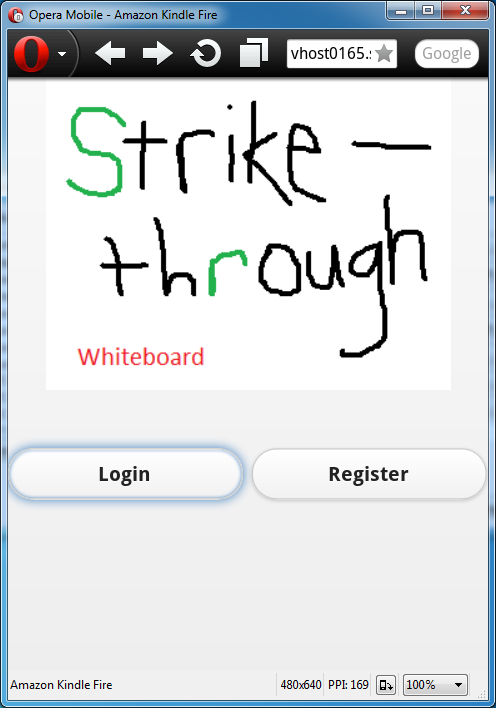 Opera Mobile - Amazon Kindle Fire
vhost0165.s
Google
Strike -
through
Whiteboard
Login
Register
Amazon Kindle Fire
480x640
PPI: 169
100%